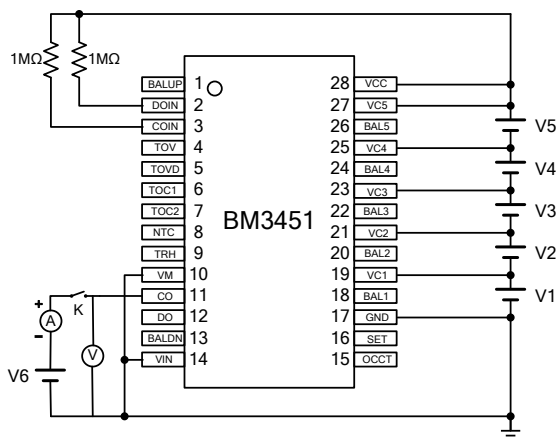 1MΩ
1MΩ
BM3451
BALUP 1
DOIN 2
COIN 3
TOV 4
TOVD 5
TOC1 6
TOC2 7
NTC 8
TRH 9
VM 10
CO 11
DO 12
BALDN 13
VIN 14
28 VCC
27 VC5
26 BAL5
25 VC4
24 BAL4
23 VC3
22 BAL3
21 VC2
20 BAL2
19 VC1
18 BAL1
17 GND
16 SET
15 OCCT
V5
V4
V3
V2
V1
+
A
-
K
V
V6